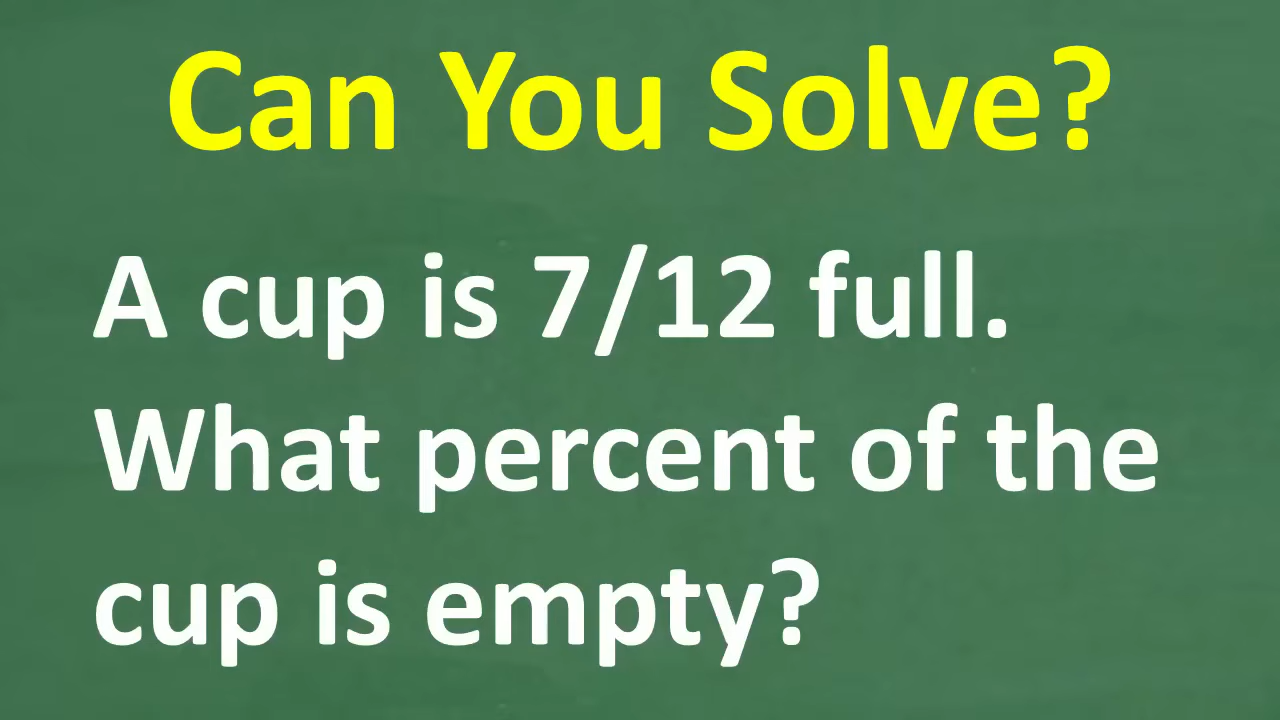 Can You Solve?
A cup is 7/12 full.
What percent of the
cup is empty?